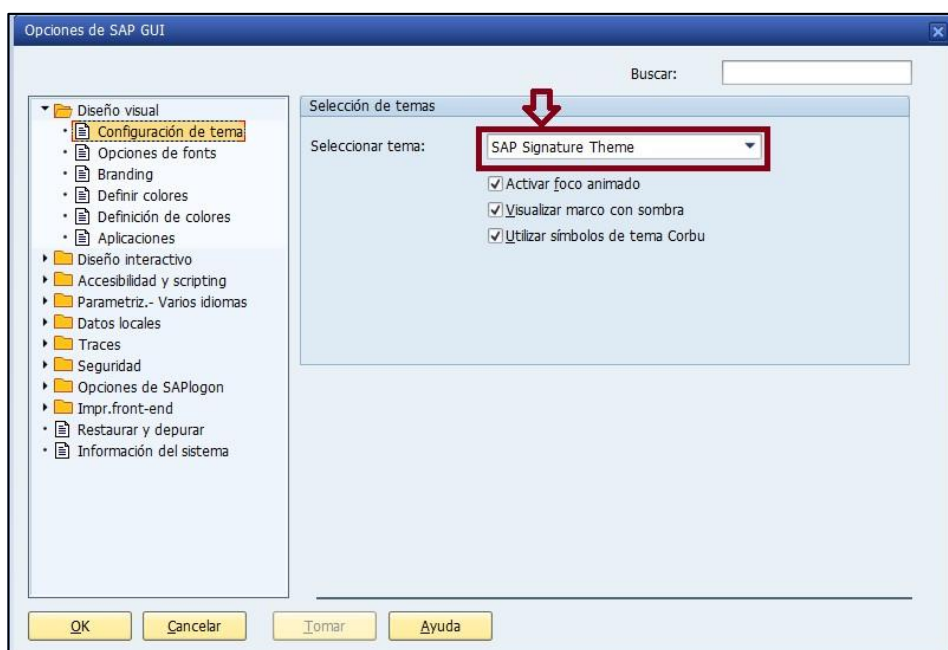 Opciones de SAP GUI
Buscar:
Diseño visual
Configuración de tema
Opciones de fonts
Branding
Definir colores
Definición de colores
Aplicaciones
Diseño interactivo
Accesibilidad y scripting
Parametriz.- Varios idiomas
Datos locales
Traces
Seguridad
Opciones de SAPlogon
Impr.front-end
Restaurar y depurar
Información del sistema
Selección de temas
Seleccionar tema: SAP Signature Theme
Activar foco animado
Visualizar marco con sombra
Utilizar símbolos de tema Corbu
OK Cancelar Tomar Ayuda